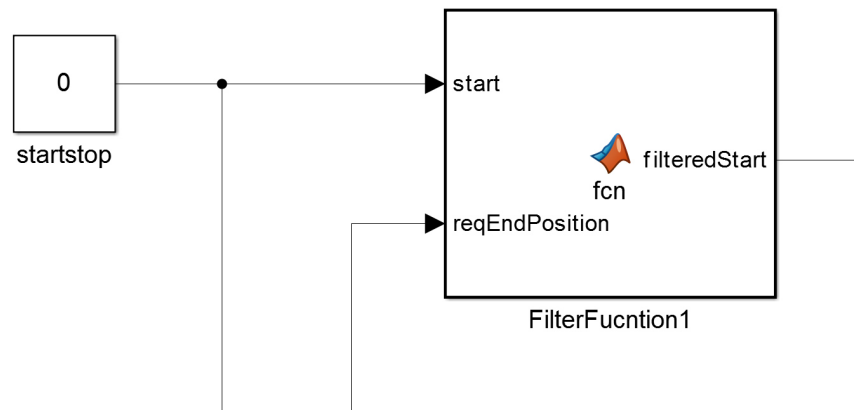 0
startstop
start
filteredStart
fcn
reqEndPosition
FilterFucntion1